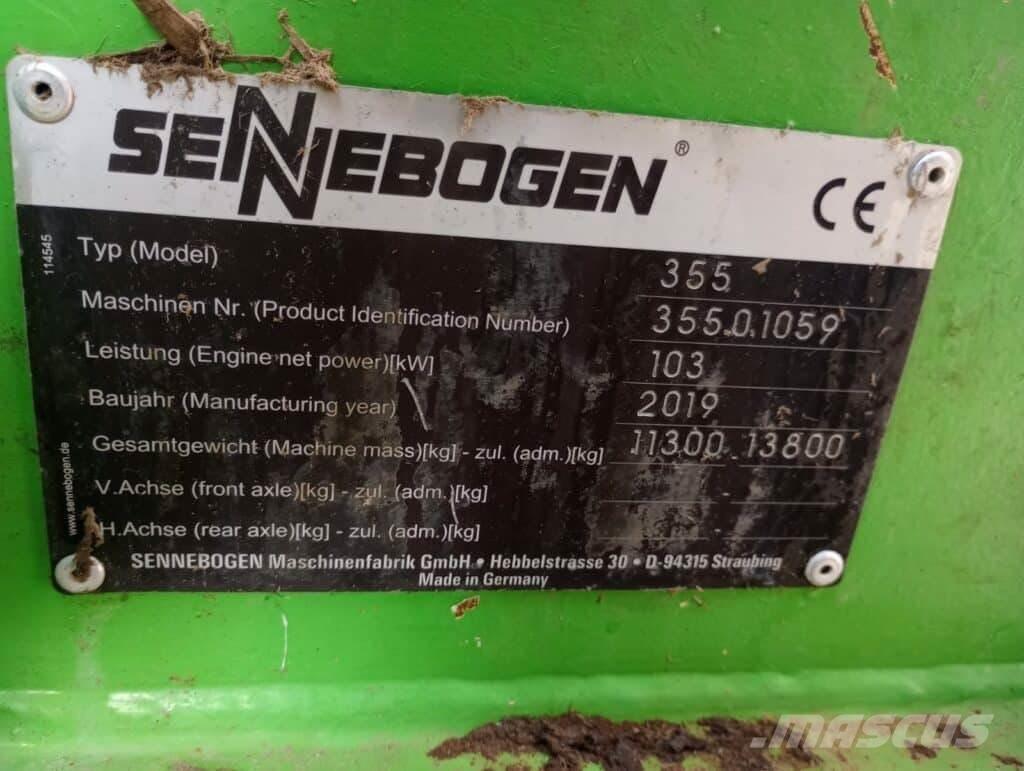 SENNEBOGEN®
CE
114545
Typ (Model) 355
Maschinen Nr. (Product Identification Number) 355.0.1059
Leistung (Engine net power)[kW] 103
Baujahr (Manufacturing year) 2019
Gesamtgewicht (Machine mass)[kg] - zul. (adm.)[kg] 11300 13800
V.Achse (front axle)[kg] - zul. (adm.)[kg]
H.Achse (rear axle)[kg] - zul. (adm.)[kg]
www.sennebogen.de
SENNEBOGEN Maschinenfabrik GmbH • Hebbelstrasse 30 • D-94315 Straubing
Made in Germany
MASCUS